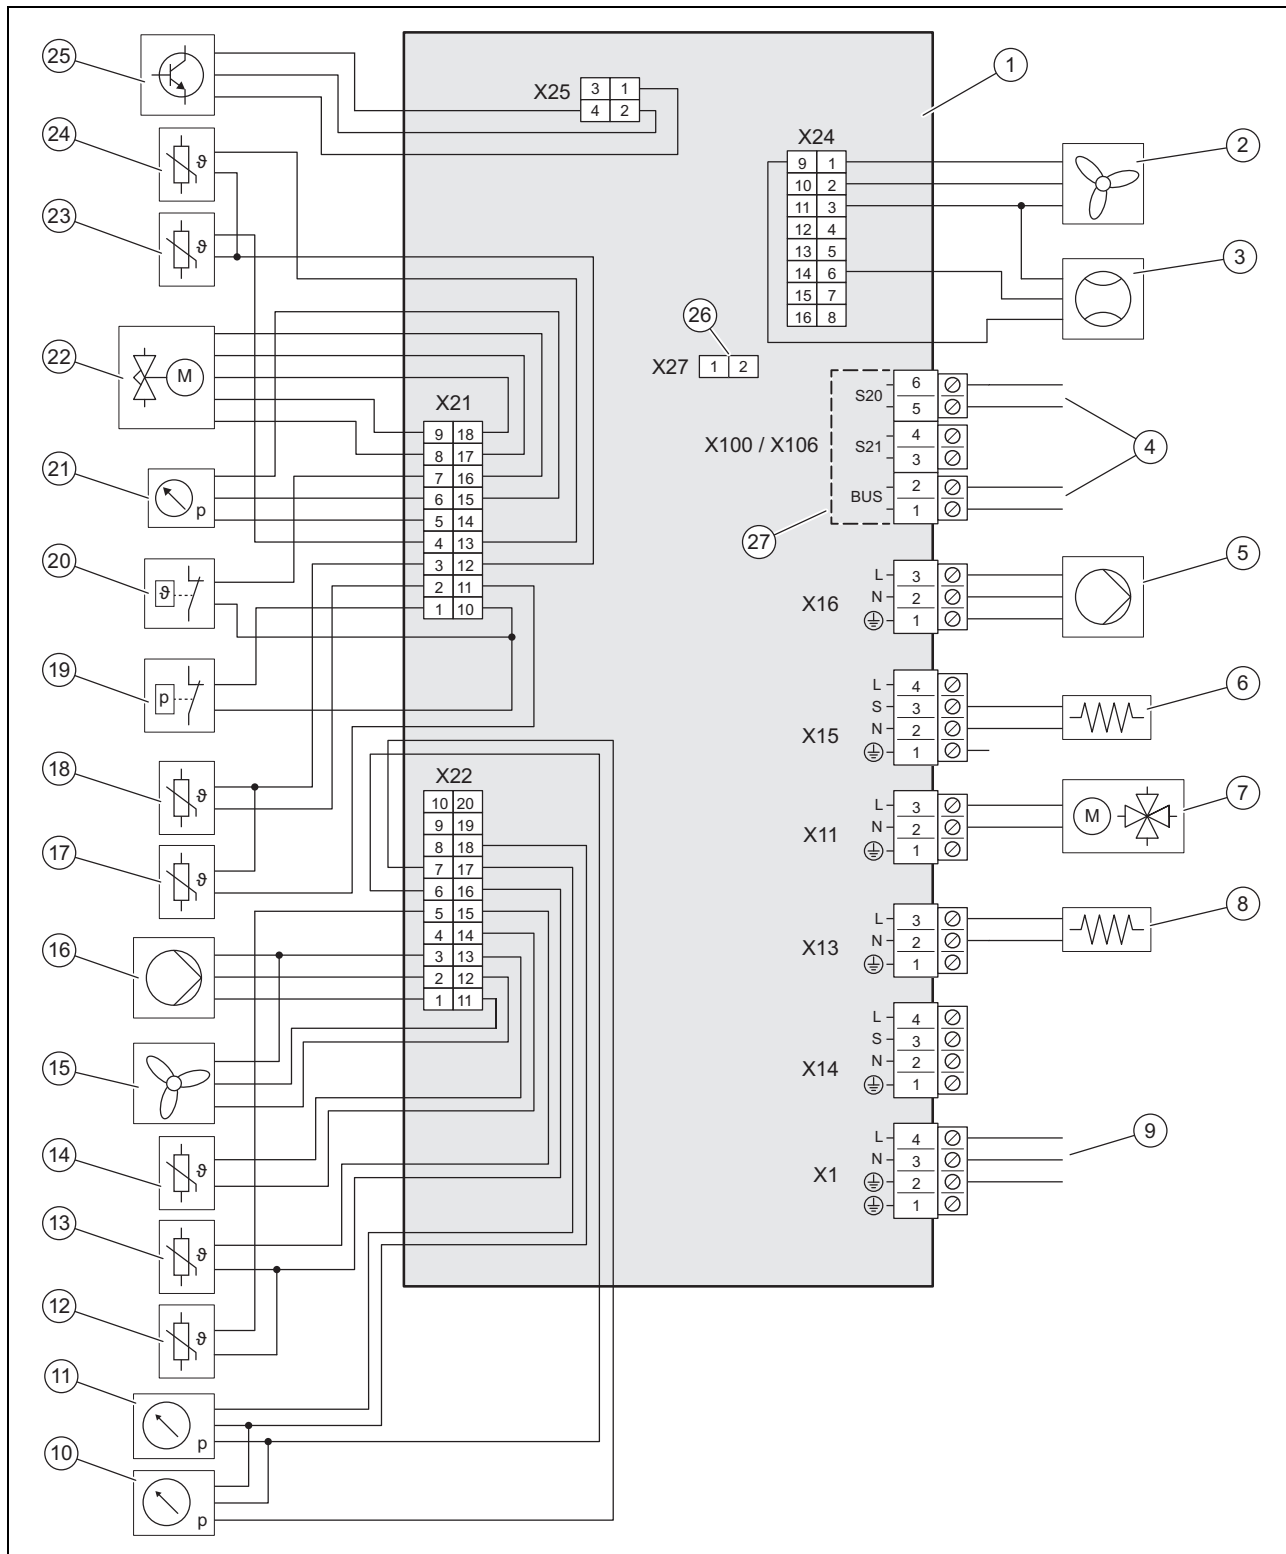 25
24
23
22
21
20
19
18
17
16
15
14
13
12
11
10
ϑ
ϑ
M
p
ϑ
p
ϑ
ϑ
ϑ
ϑ
ϑ
p
p
X25
3 1
4 2
X24
9 1
10 2
11 3
12 4
13 5
14 6
15 7
16 8
26
X27 1 2
X21
9 18
8 17
7 16
6 15
5 14
4 13
3 12
2 11
1 10
X22
10 20
9 19
8 18
7 17
6 16
5 15
4 14
3 13
2 12
1 11
X100 / X106
S20
6
5
S21
4
3
BUS
2
1
27
X16
L 3
N 2
1
X15
L 4
S 3
N 2
1
X11
L 3
N 2
1
X13
L 3
N 2
1
X14
L 4
S 3
N 2
1
X1
L 4
N 3
2
1
1
2
3
4
5
6
7
M
8
9